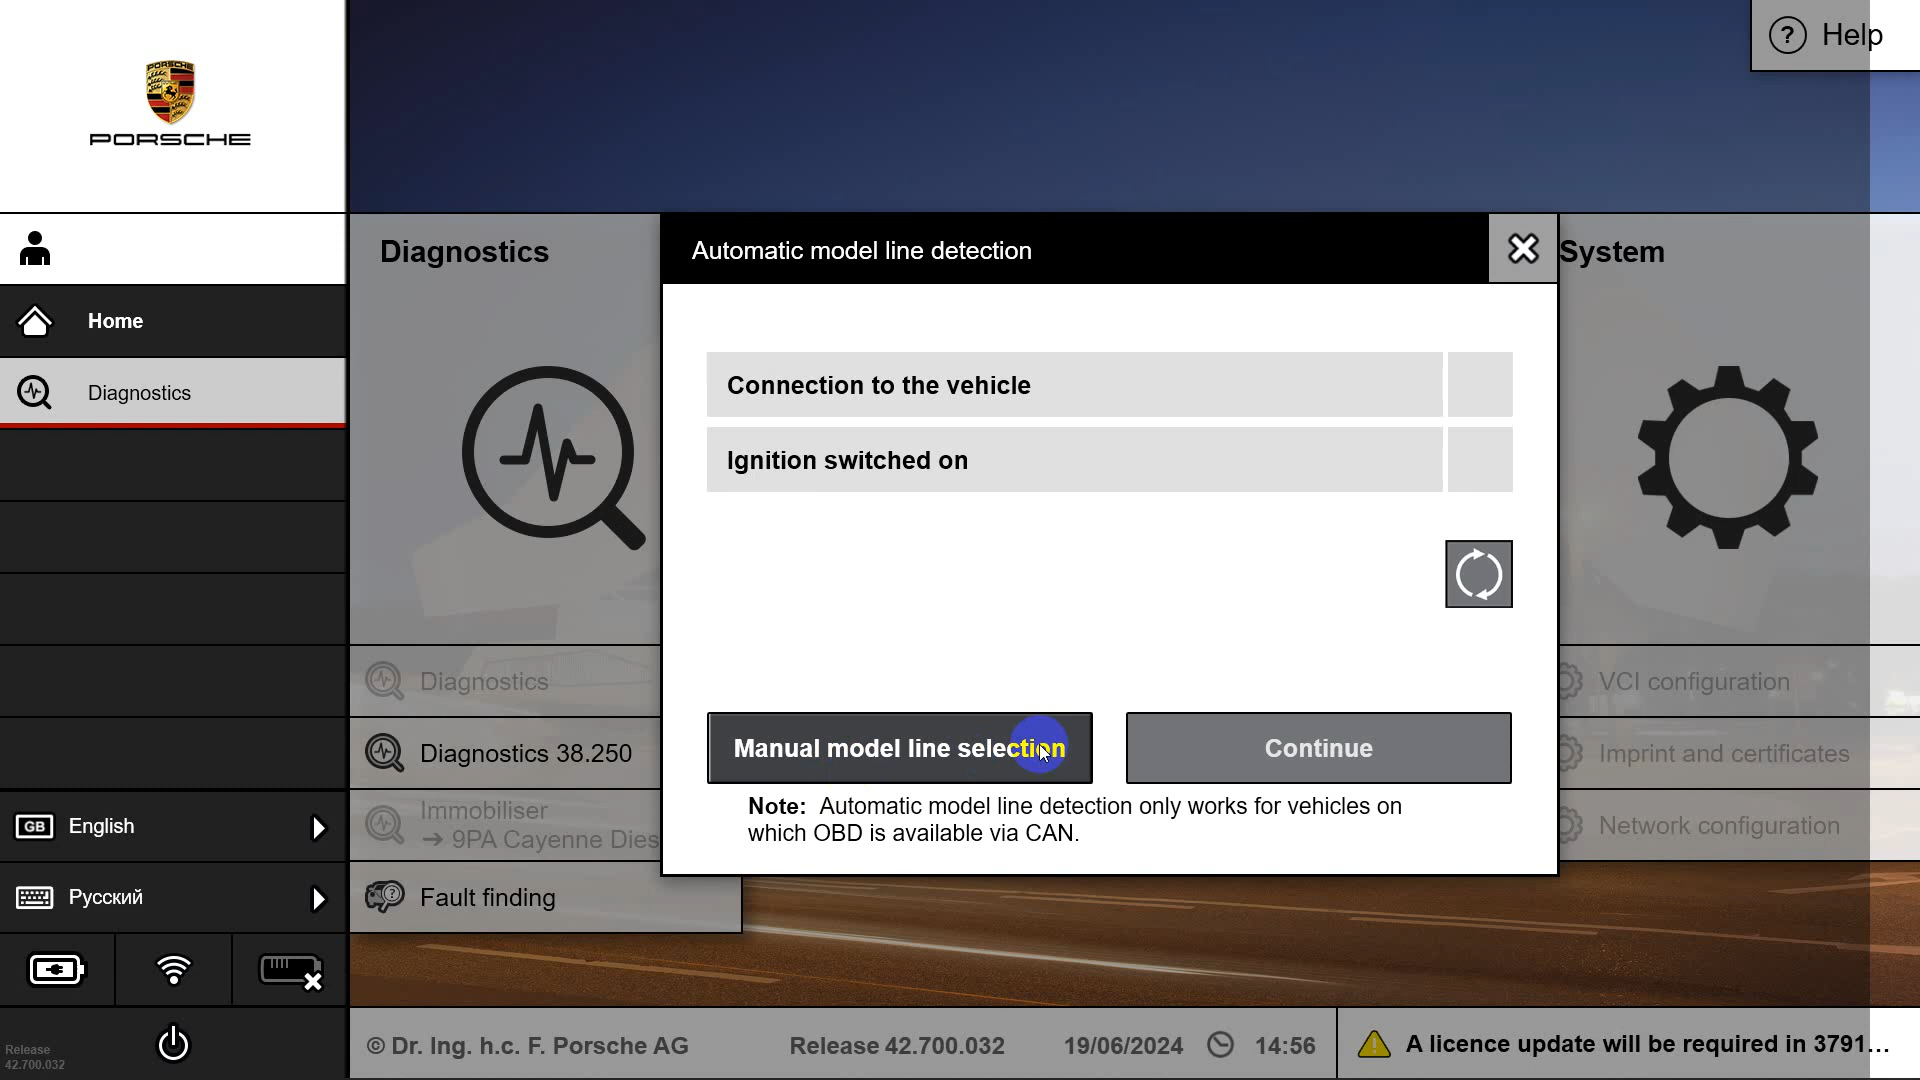 Help
PORSCHE
PORSCHE
Home
Diagnostics
GB English
Русский
Release
42.700.032
Diagnostics
Diagnostics
Diagnostics 38.250
Immobiliser
→ 9PA Cayenne Dies
Fault finding
Automatic model line detection
Connection to the vehicle
Ignition switched on
Manual model line selection
Continue
Note: Automatic model line detection only works for vehicles on
which OBD is available via CAN.
System
VCI configuration
Imprint and certificates
Network configuration
© Dr. Ing. h.c. F. Porsche AG
Release 42.700.032
19/06/2024
14:56
A licence update will be required in 3791...